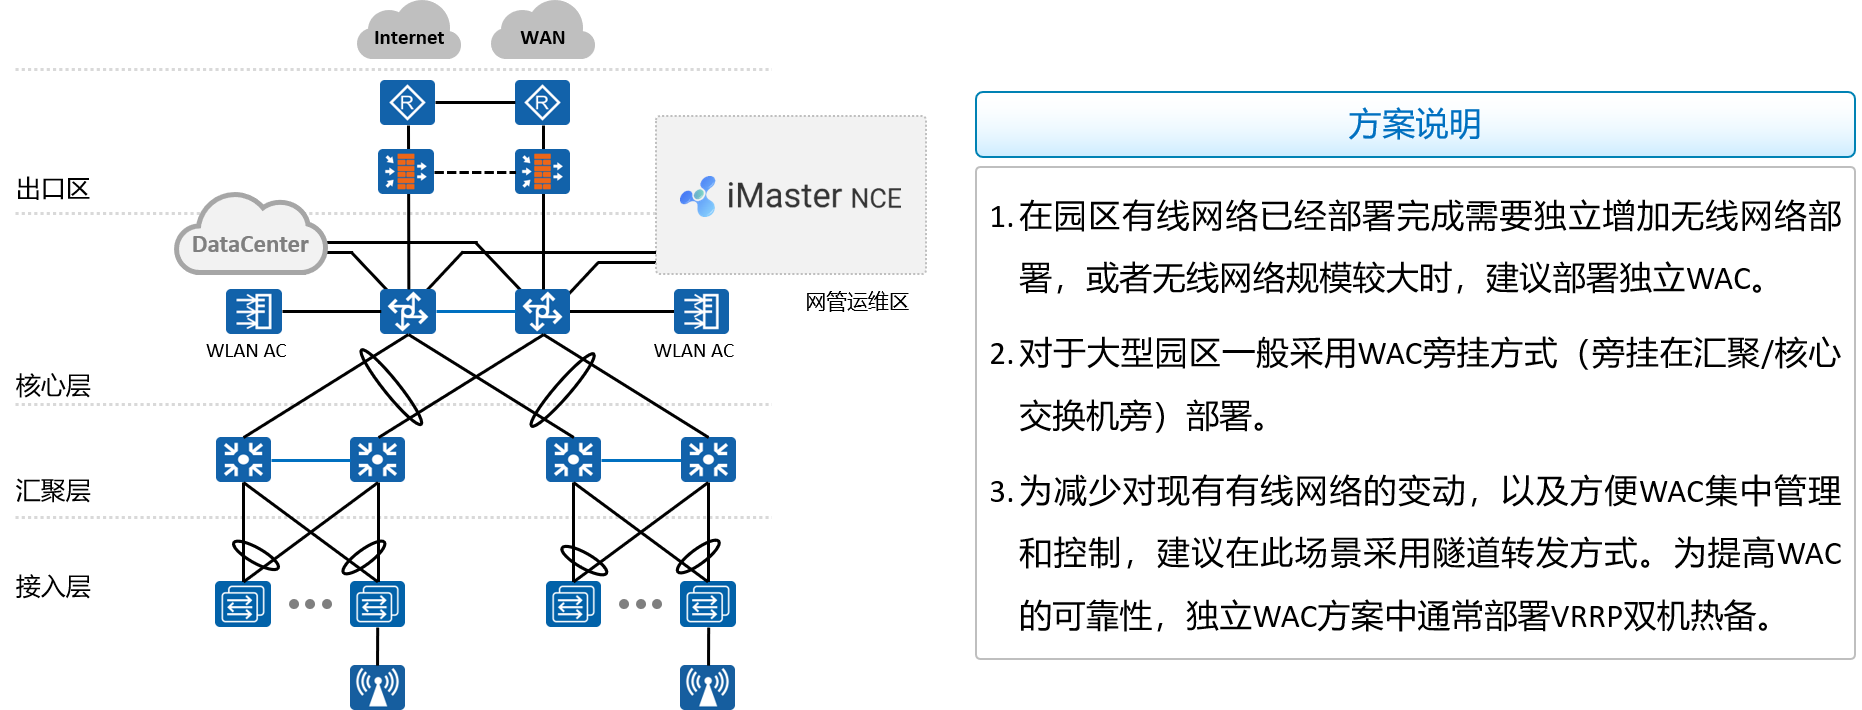 Internet
WAN
出口区
iMaster NCE
DataCenter
网管运维区
WLAN AC
WLAN AC
核心层
汇聚层
接入层
方案说明
1. 在园区有线网络已经部署完成需要独立增加无线网络部
署，或者无线网络规模较大时，建议部署独立WAC。
2. 对于大型园区一般采用WAC旁挂方式（旁挂在汇聚/核心
交换机旁）部署。
3. 为减少对现有有线网络的变动，以及方便WAC集中管理
和控制，建议在此场景采用隧道转发方式。为提高WAC
的可靠性，独立WAC方案中通常部署VRRP双机热备。
R
R